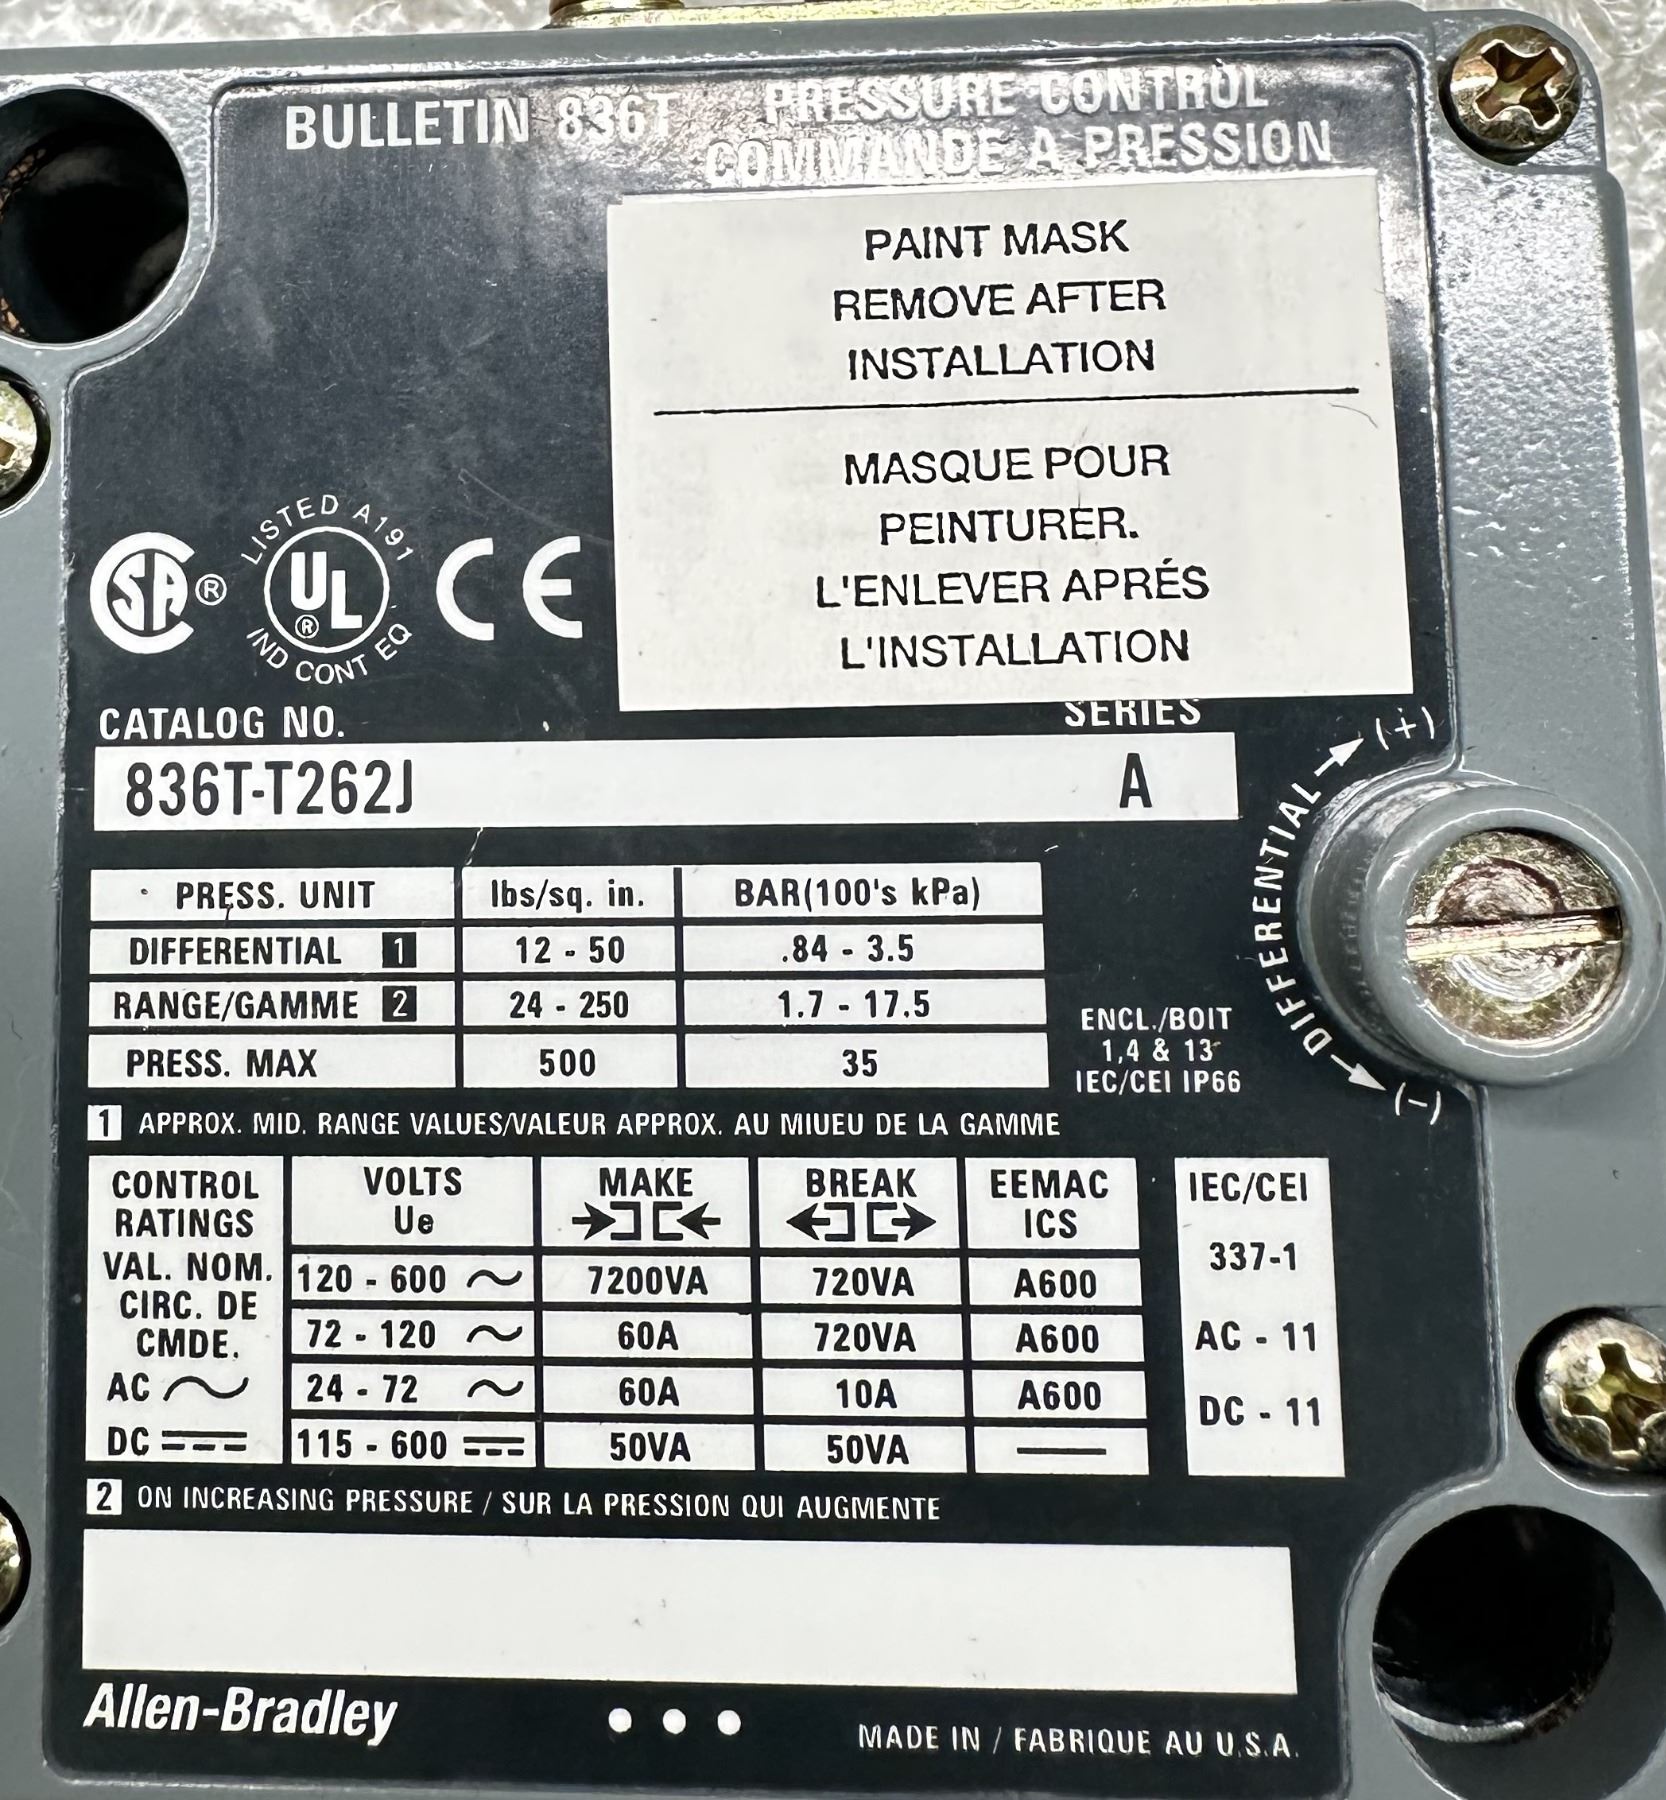 BULLETIN 836T
PRESSURE CONTROL
COMMANDE A PRESSION
PAINT MASK
REMOVE AFTER
INSTALLATION
MASQUE POUR
PEINTURER.
L'ENLEVER APRÉS
L'INSTALLATION
SA®
LISTED A191
UL®
IND CONT EQ
CE
CATALOG NO. SERIES
836T-T262J A
PRESS. UNIT lbs/sq. in. BAR(100's kPa)
DIFFERENTIAL 1 12 - 50 .84 - 3.5
RANGE/GAMME 2 24 - 250 1.7 - 17.5
PRESS. MAX 500 35
ENCL./BOIT
1,4 & 13
IEC/CEI IP66
(+)
DIFFERENTIAL
(-)
1 APPROX. MID. RANGE VALUES/VALEUR APPROX. AU MIUEU DE LA GAMME
CONTROL
RATINGS
VAL. NOM.
CIRC. DE
CMDE.
AC ~
DC ⎓
VOLTS MAKE BREAK EEMAC
Ue ICS
120 - 600 ~ 7200VA 720VA A600
72 - 120 ~ 60A 720VA A600
24 - 72 ~ 60A 10A A600
115 - 600 ⎓ 50VA 50VA —
IEC/CEI
337-1
AC - 11
DC - 11
2 ON INCREASING PRESSURE / SUR LA PRESSION QUI AUGMENTE
Allen-Bradley
MADE IN / FABRIQUE AU U.S.A.